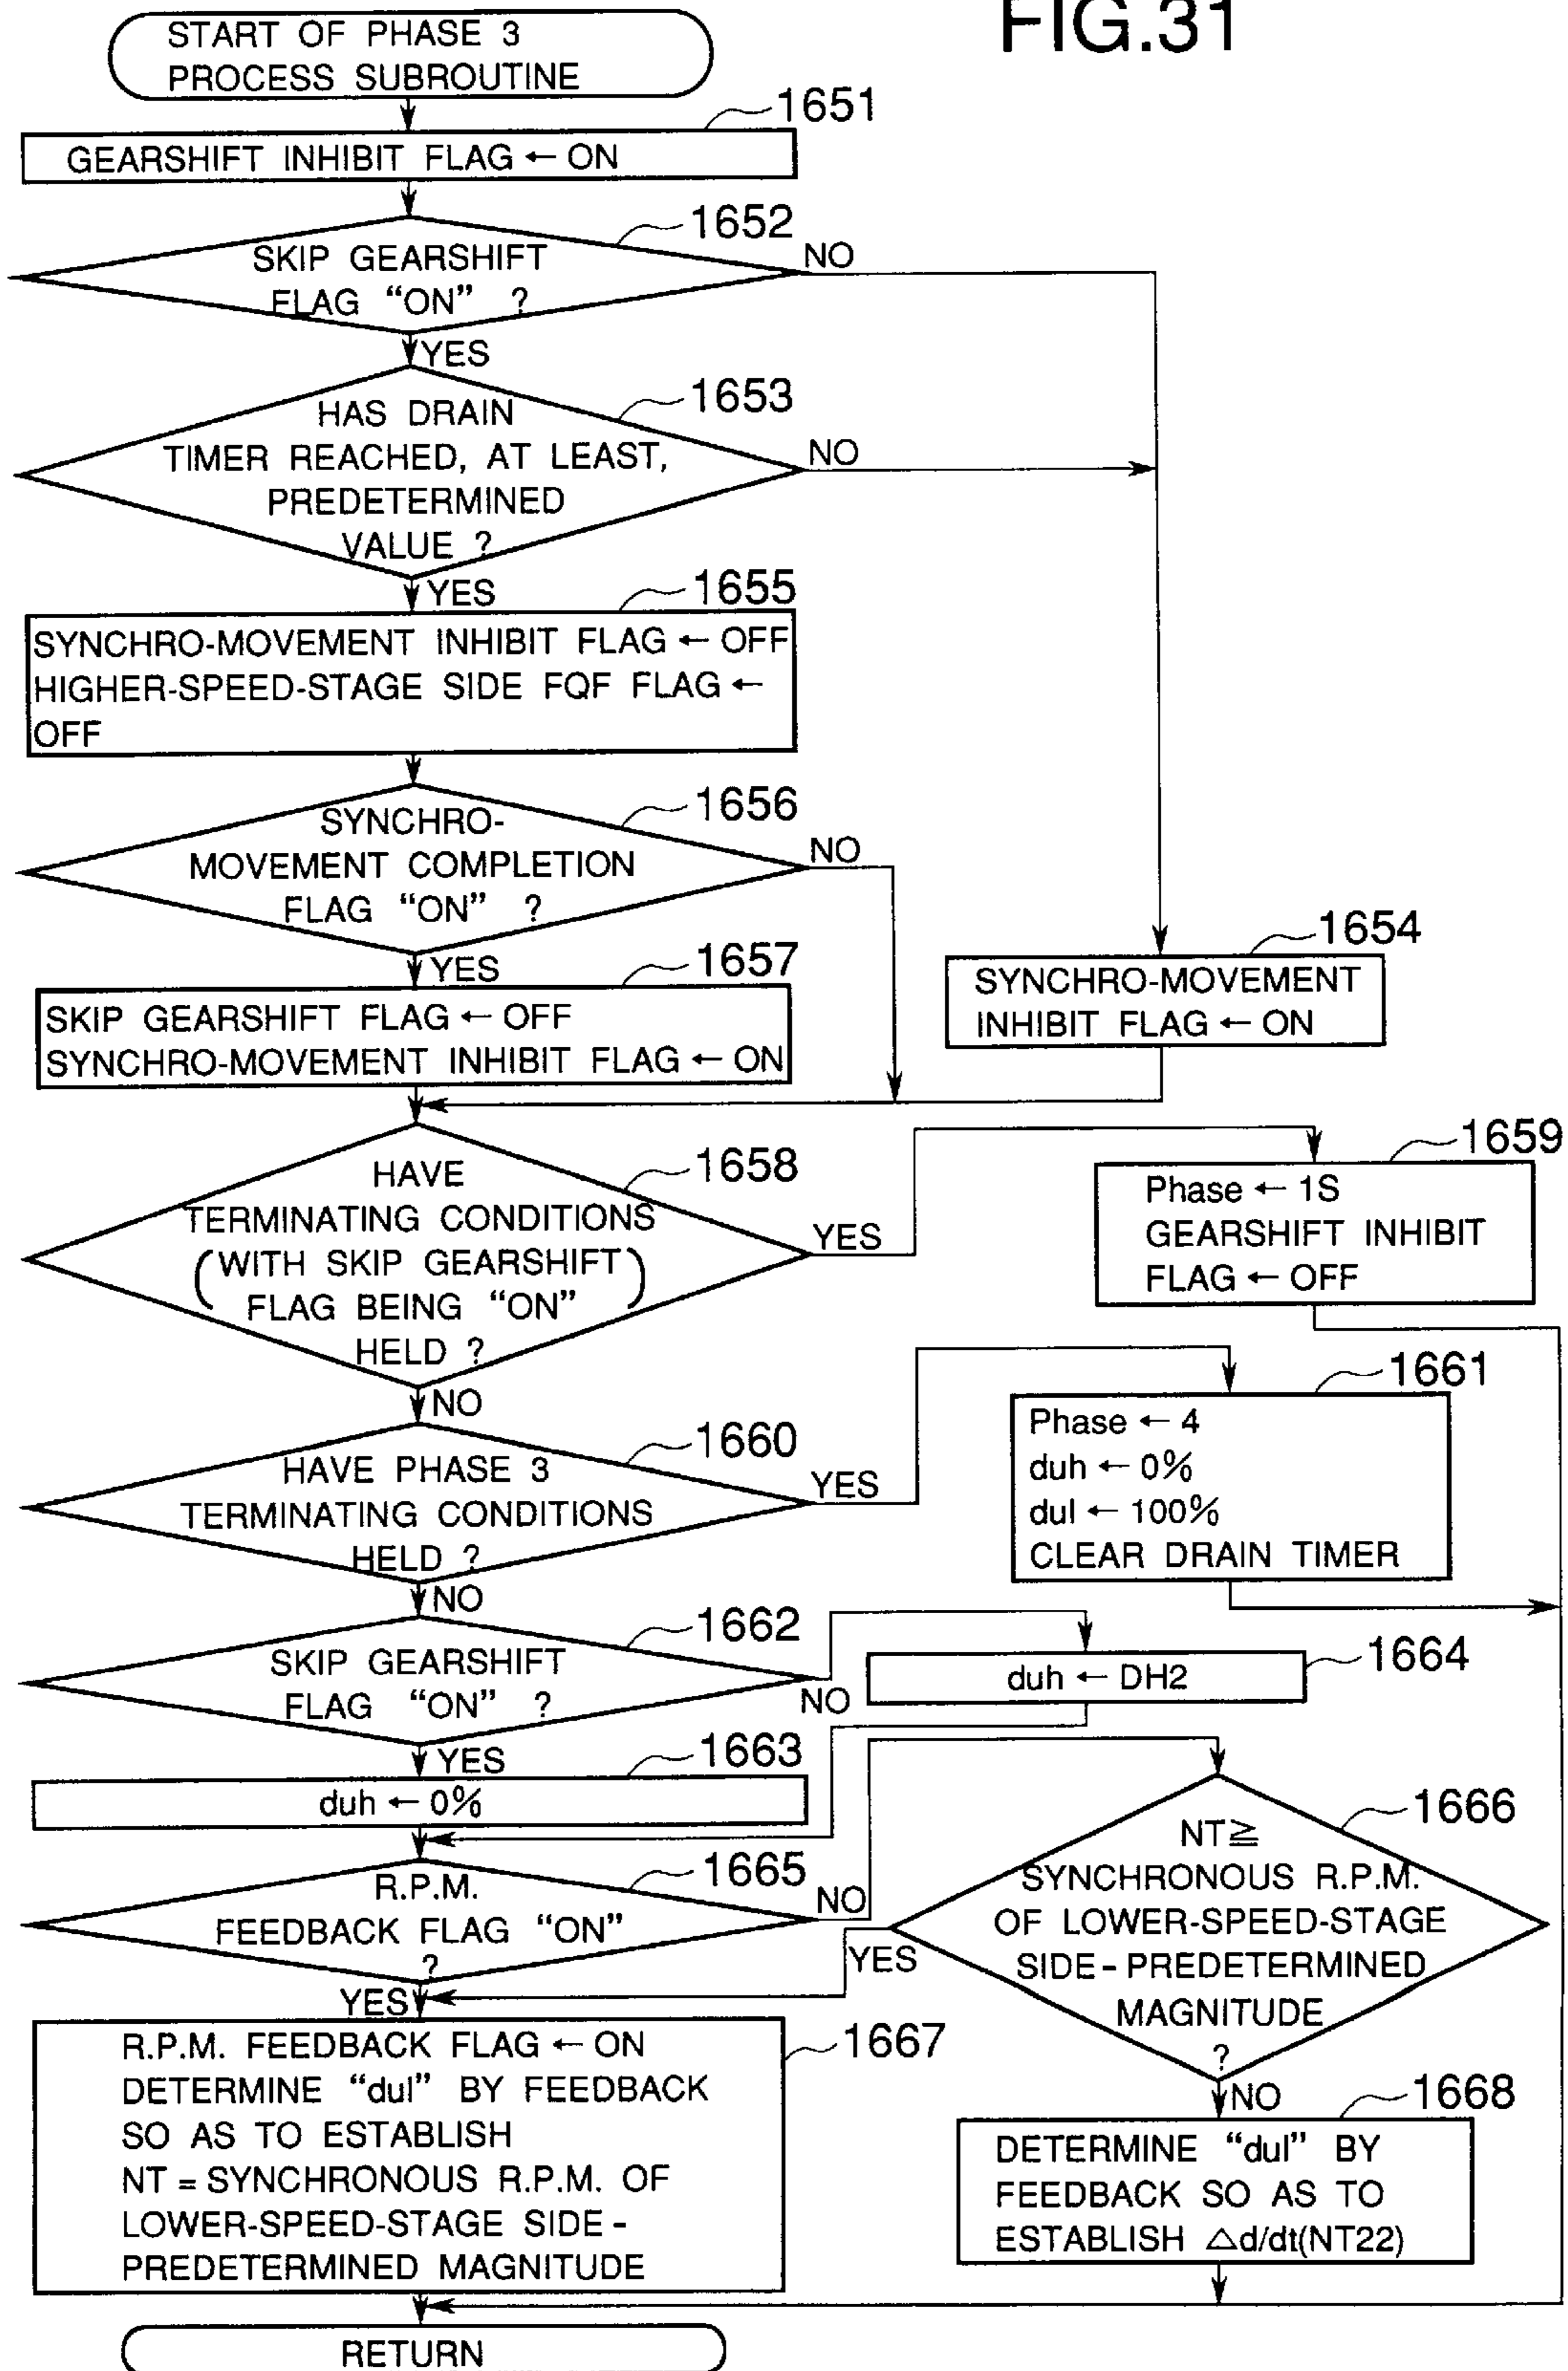 FIG.31
START OF PHASE 3
PROCESS SUBROUTINE
1651
GEARSHIFT INHIBIT FLAG ← ON
1652
SKIP GEARSHIFT
FLAG “ON” ?
NO
YES
1653
HAS DRAIN
TIMER REACHED, AT LEAST,
PREDETERMINED
VALUE ?
NO
YES
1655
SYNCHRO-MOVEMENT INHIBIT FLAG ← OFF
HIGHER-SPEED-STAGE SIDE FQF FLAG ←
OFF
1656
SYNCHRO-
MOVEMENT COMPLETION
FLAG “ON” ?
NO
YES
1654
SYNCHRO-MOVEMENT
INHIBIT FLAG ← ON
1657
SKIP GEARSHIFT FLAG ← OFF
SYNCHRO-MOVEMENT INHIBIT FLAG ← ON
1658
HAVE
TERMINATING CONDITIONS
(WITH SKIP GEARSHIFT
FLAG BEING “ON”)
HELD ?
YES
NO
1659
Phase ← 1S
GEARSHIFT INHIBIT
FLAG ← OFF
1660
HAVE PHASE 3
TERMINATING CONDITIONS
HELD ?
YES
NO
1661
Phase ← 4
duh ← 0%
dul ← 100%
CLEAR DRAIN TIMER
1662
SKIP GEARSHIFT
FLAG “ON” ?
NO
YES
1664
duh ← DH2
1663
duh ← 0%
1665
R.P.M.
FEEDBACK FLAG “ON”
?
NO
YES
1666
NT≧
SYNCHRONOUS R.P.M.
OF LOWER-SPEED-STAGE
SIDE-PREDETERMINED
MAGNITUDE
?
YES
NO
1667
R.P.M. FEEDBACK FLAG ← ON
DETERMINE “dul” BY FEEDBACK
SO AS TO ESTABLISH
NT = SYNCHRONOUS R.P.M. OF
LOWER-SPEED-STAGE SIDE-
PREDETERMINED MAGNITUDE
1668
DETERMINE “dul” BY
FEEDBACK SO AS TO
ESTABLISH △d/dt(NT22)
RETURN